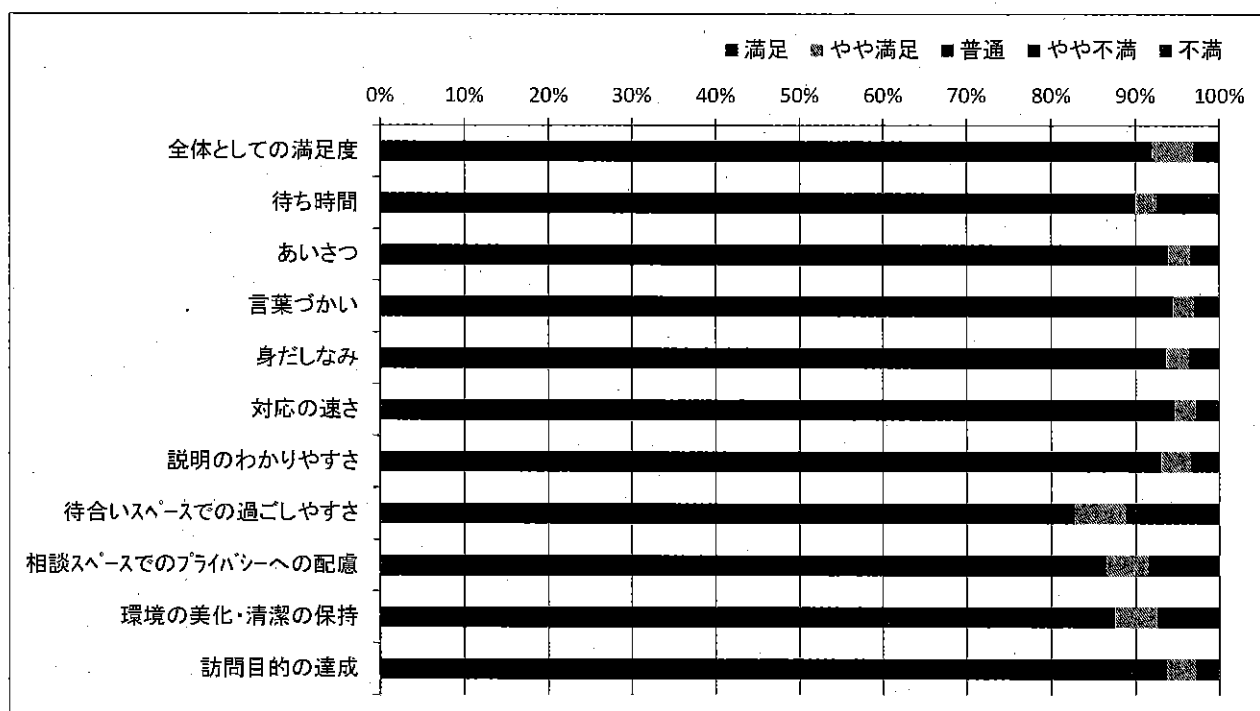 ■満足 ■やや満足 ■普通 ■やや不満 ■不満
0% 10% 20% 30% 40% 50% 60% 70% 80% 90% 100%
全体としての満足度
待ち時間
あいさつ
言葉づかい
身だしなみ
対応の速さ
説明のわかりやすさ
待合いｽﾍﾟｰｽでの過ごしやすさ
相談ｽﾍﾟｰｽでのﾌﾟﾗｲﾊﾞｼｰへの配慮
環境の美化・清潔の保持
訪問目的の達成